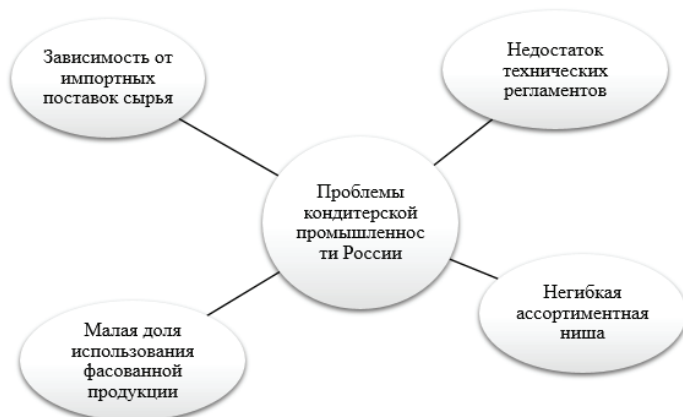 Зависимость от
импортных
поставок сырья
Недостаток
технических
регламентов
Проблемы
кондитерской
промышленнос
ти России
Малая доля
использования
фасованной
продукции
Негибкая
ассортиментная
ниша